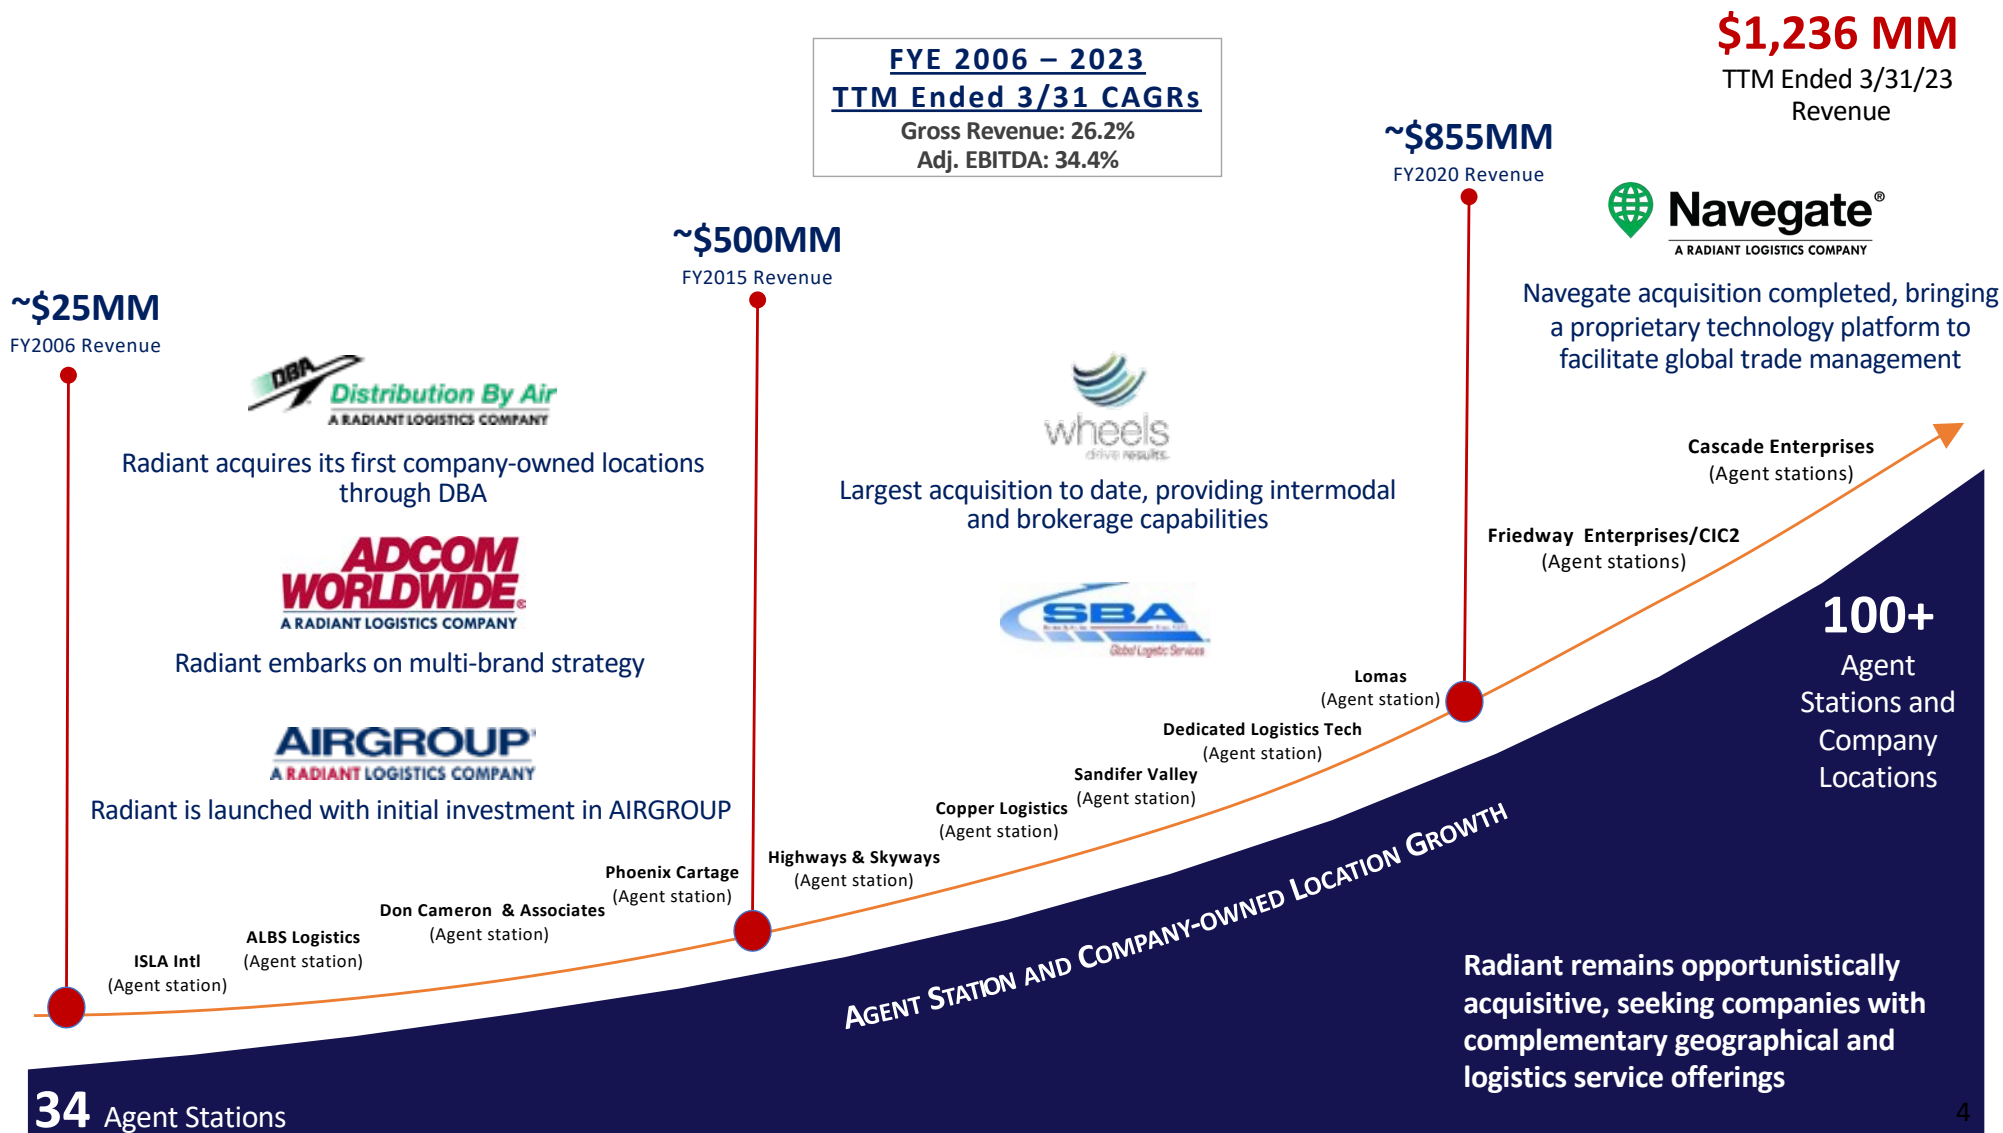 $1,236 MM
TTM Ended 3/31/23
Revenue
FYE 2006 – 2023
TTM Ended 3/31 CAGRs
Gross Revenue: 26.2%
Adj. EBITDA: 34.4%
~$855MM
FY2020 Revenue
Navegate®
A RADIANT LOGISTICS COMPANY
Navegate acquisition completed, bringing
a proprietary technology platform to
facilitate global trade management
~$500MM
FY2015 Revenue
~$25MM
FY2006 Revenue
DBA
Distribution By Air
A RADIANT LOGISTICS COMPANY
Radiant acquires its first company-owned locations
through DBA
ADCOM
WORLDWIDE®
A RADIANT LOGISTICS COMPANY
Radiant embarks on multi-brand strategy
AIRGROUP
A RADIANT LOGISTICS COMPANY
Radiant is launched with initial investment in AIRGROUP
wheels
drive results.
Largest acquisition to date, providing intermodal
and brokerage capabilities
SBA
Global Logistic Services
ISLA Intl
(Agent station)
ALBS Logistics
(Agent station)
Don Cameron & Associates
(Agent station)
Phoenix Cartage
(Agent station)
Highways & Skyways
(Agent station)
Copper Logistics
(Agent station)
Sandifer Valley
(Agent station)
Dedicated Logistics Tech
(Agent station)
Lomas
(Agent station)
Friedway Enterprises/CIC2
(Agent stations)
Cascade Enterprises
(Agent stations)
100+
Agent
Stations and
Company
Locations
AGENT STATION AND COMPANY-OWNED LOCATION GROWTH
Radiant remains opportunistically
acquisitive, seeking companies with
complementary geographical and
logistics service offerings
34 Agent Stations
4